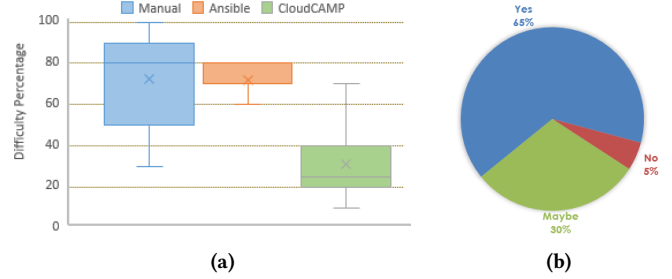 Manual Ansible CloudCAMP
100
80
60
40
20
0
Difficulty Percentage
(a)
Yes
65%
No
5%
Maybe
30%
(b)